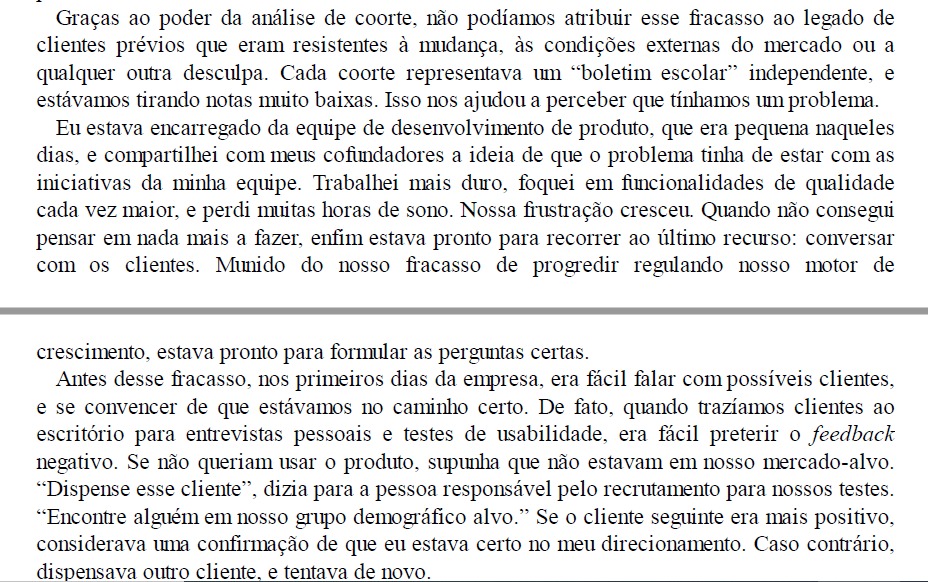 Graças ao poder da análise de coorte, não podíamos atribuir esse fracasso ao legado de
clientes prévios que eram resistentes à mudança, às condições externas do mercado ou a
qualquer outra desculpa. Cada coorte representava um “boletim escolar” independente, e
estávamos tirando notas muito baixas. Isso nos ajudou a perceber que tínhamos um problema.
Eu estava encarregado da equipe de desenvolvimento de produto, que era pequena naqueles
dias, e compartilhei com meus cofundadores a ideia de que o problema tinha de estar com as
iniciativas da minha equipe. Trabalhei mais duro, foquei em funcionalidades de qualidade
cada vez maior, e perdi muitas horas de sono. Nossa frustração cresceu. Quando não consegui
pensar em nada mais a fazer, enfim estava pronto para recorrer ao último recurso: conversar
com os clientes. Munido do nosso fracasso de progredir regulando nosso motor de
crescimento, estava pronto para formular as perguntas certas.
Antes desse fracasso, nos primeiros dias da empresa, era fácil falar com possíveis clientes,
e se convencer de que estávamos no caminho certo. De fato, quando trazíamos clientes ao
escritório para entrevistas pessoais e testes de usabilidade, era fácil preterir o feedback
negativo. Se não queriam usar o produto, supunha que não estavam em nosso mercado-alvo.
“Dispense esse cliente”, dizia para a pessoa responsável pelo recrutamento para nossos testes.
“Encontre alguém em nosso grupo demográfico alvo.” Se o cliente seguinte era mais positivo,
considerava uma confirmação de que eu estava certo no meu direcionamento. Caso contrário,
dispensava outro cliente, e tentava de novo.